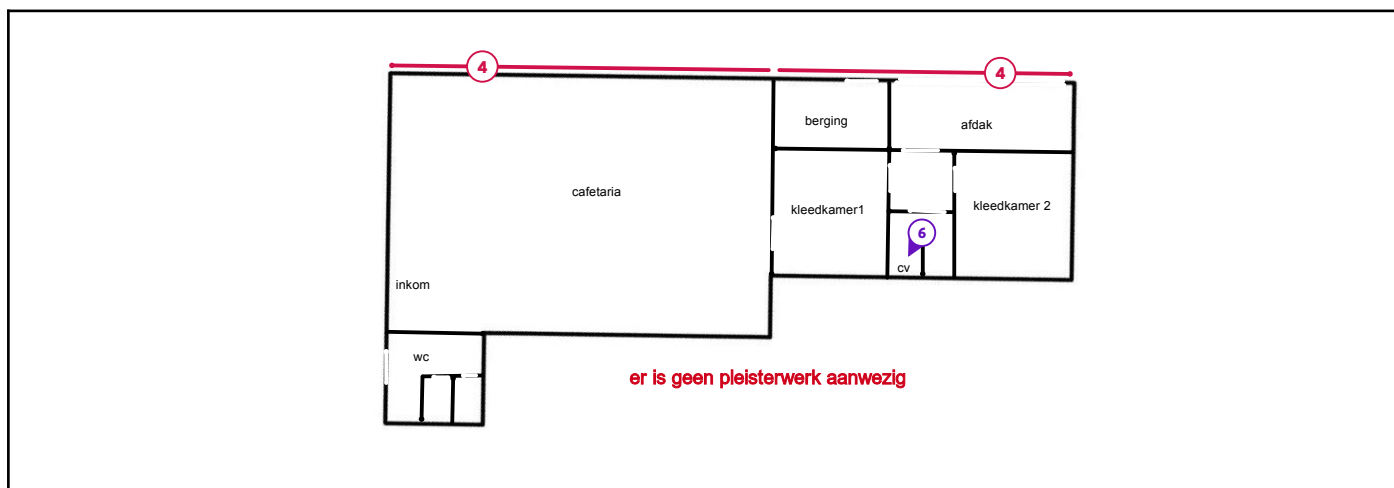 4
4
berging
afdak
cafetaria
kleedkamer1
kleedkamer 2
6
cv
inkom
wc
er is geen pleisterwerk aanwezig